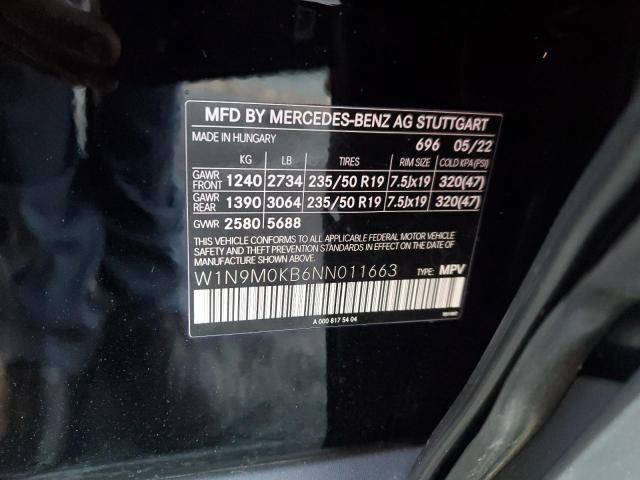 MFD BY MERCEDES-BENZ AG STUTTGART
MADE IN HUNGARY 696 05/22
KG LB TIRES RIM SIZE COLD KPA(PSI)
GAWR FRONT 1240 2734 235/50 R19 7.5Jx19 320(47)
GAWR REAR 1390 3064 235/50 R19 7.5Jx19 320(47)
GVWR 2580 5688
THIS VEHICLE CONFORMS TO ALL APPLICABLE FEDERAL MOTOR VEHICLE
SAFETY AND THEFT PREVENTION STANDARDS IN EFFECT ON THE DATE OF
MANUFACTURE SHOWN ABOVE.
W1N9M0KB6NN011663 TYPE: MPV
A 000 817 54 04